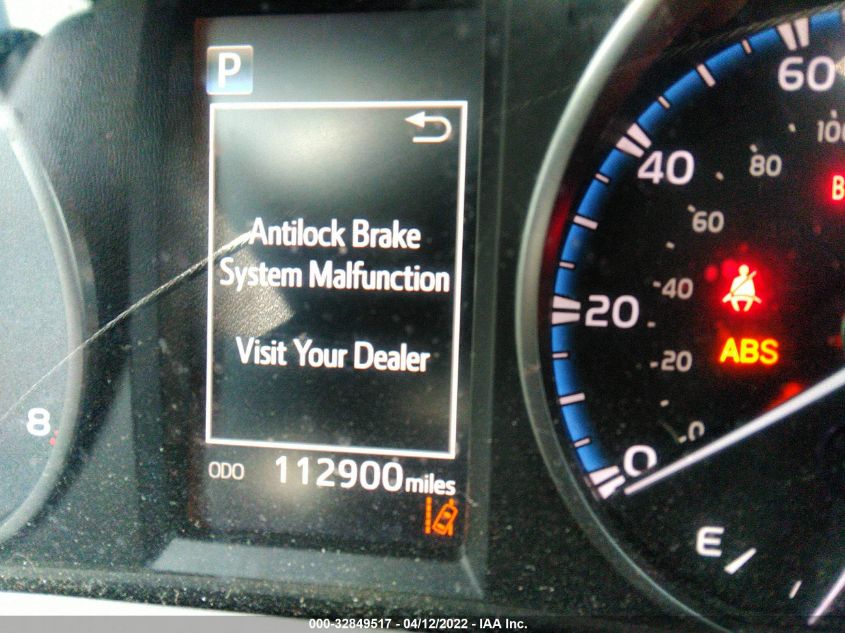 P
Antilock Brake
System Malfunction
Visit Your Dealer
ODO 112900 miles
8
60
100
40
80
B
60
40
20
ABS
20
0
0
E
000-32849517 - 04/12/2022 - IAA Inc.